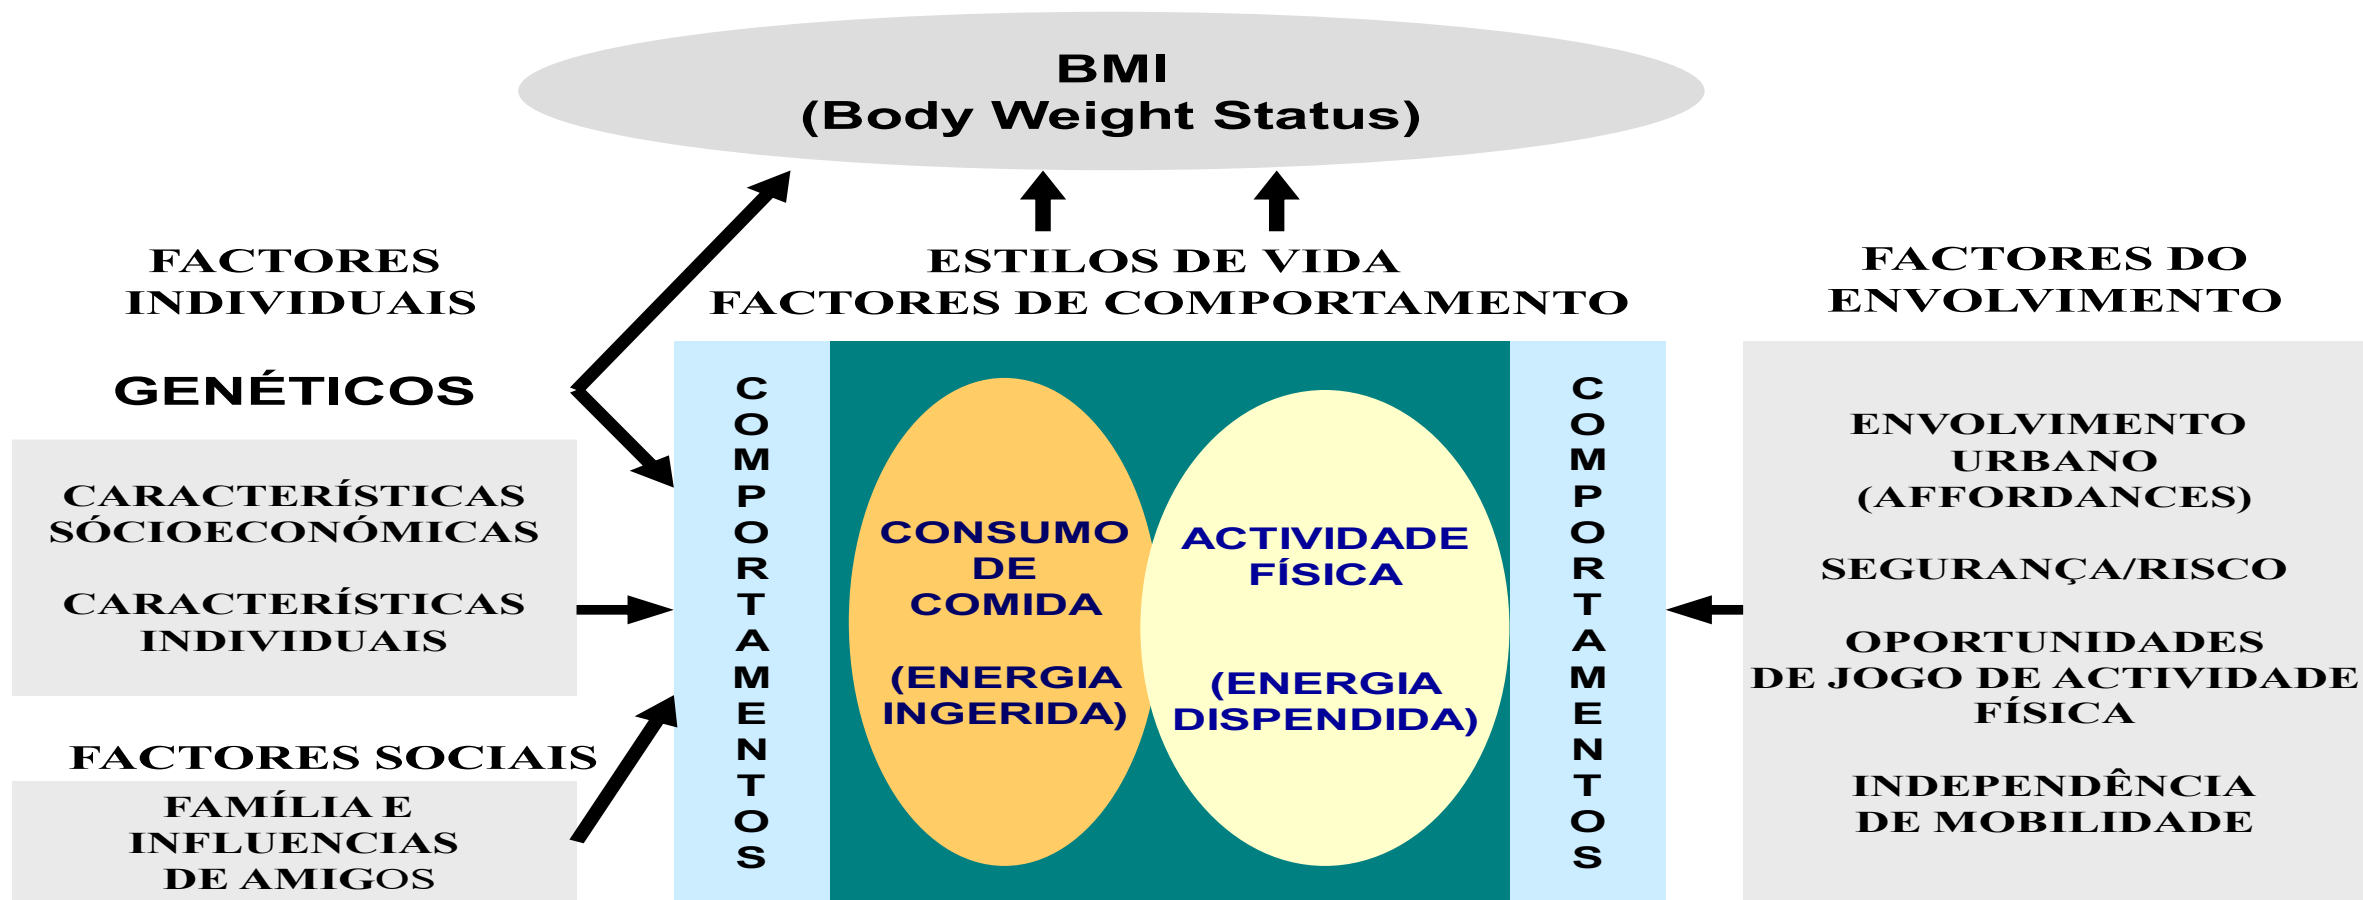 BMI
(Body Weight Status)
FACTORES
INDIVIDUAIS
GENÉTICOS
CARACTERÍSTICAS
SÓCIOECONÓMICAS
CARACTERÍSTICAS
INDIVIDUAIS
FACTORES SOCIAIS
FAMÍLIA E
INFLUENCIAS
DE AMIGOS
ESTILOS DE VIDA
FACTORES DE COMPORTAMENTO
COMPORTAMENTOS
CONSUMO
DE
COMIDA
(ENERGIA
INGERIDA)
ACTIVIDADE
FÍSICA
(ENERGIA
DISPENDIDA)
COMPORTAMENTOS
FACTORES DO
ENVOLVIMENTO
ENVOLVIMENTO
URBANO
(AFFORDANCES)
SEGURANÇA/RISCO
OPORTUNIDADES
DE JOGO DE ACTIVIDADE
FÍSICA
INDEPENDÊNCIA
DE MOBILIDADE